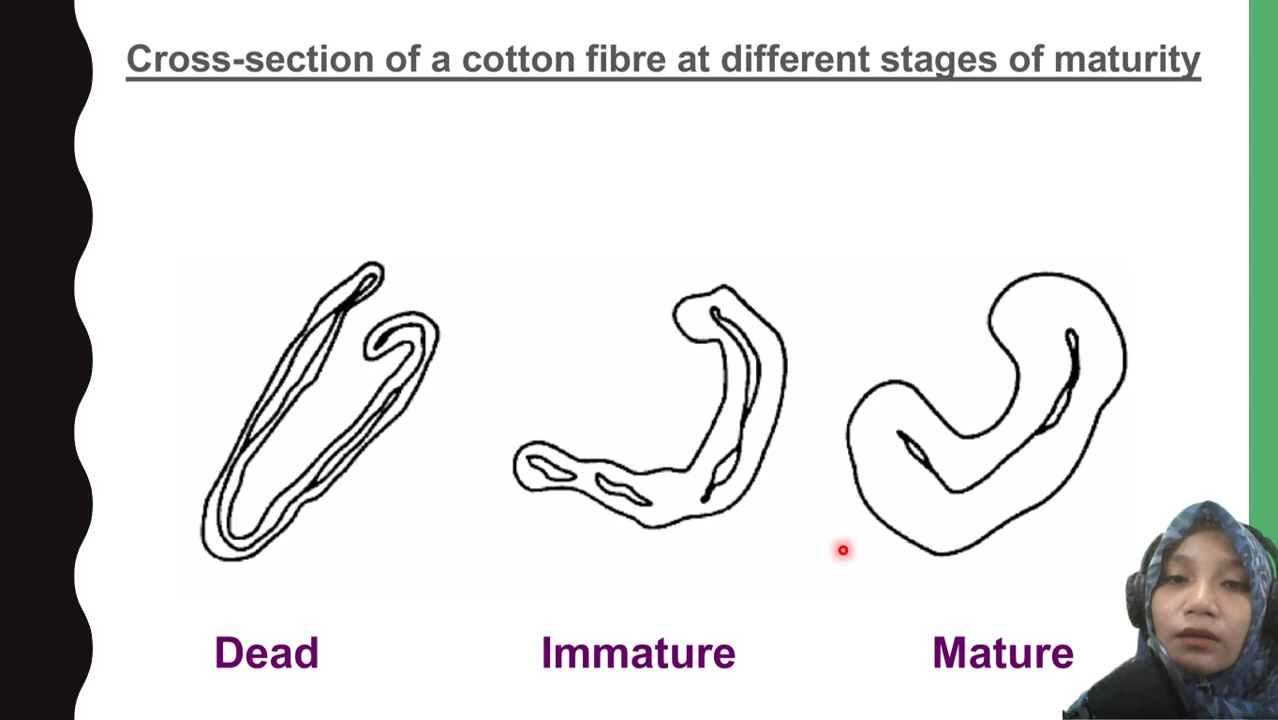 Cross-section of a cotton fibre at different stages of maturity
Dead
Immature
Mature